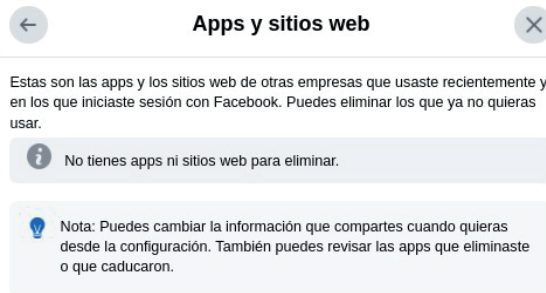 Apps y sitios web
Estas son las apps y los sitios web de otras empresas que usaste recientemente y
en los que iniciaste sesión con Facebook. Puedes eliminar los que ya no quieras
usar.
No tienes apps ni sitios web para eliminar.
Nota: Puedes cambiar la información que compartes cuando quieras
desde la configuración. También puedes revisar las apps que eliminaste
o que caducaron.